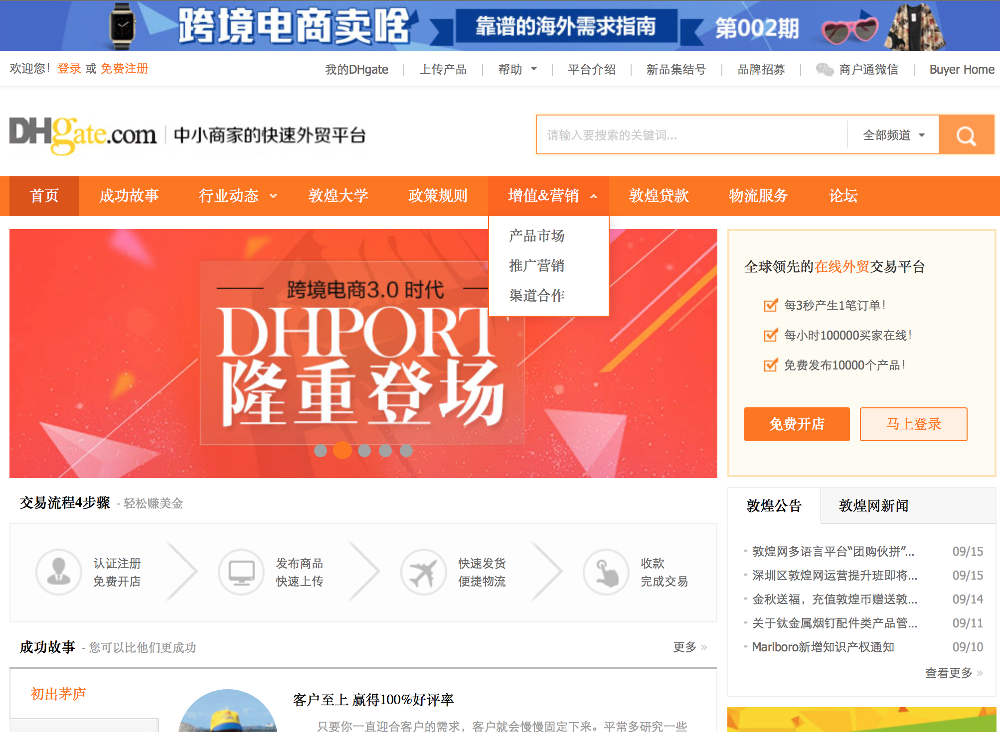 跨境电商卖啥 靠谱的海外需求指南 第002期
欢迎您！登录 或 免费注册 我的DHgate 上传产品 帮助 平台介绍 新品集结号 品牌招募 商户通微信 Buyer Home
DHgate.com 中小商家的快速外贸平台
请输入要搜索的关键词... 全部频道
首页 成功故事 行业动态 敦煌大学 政策规则 增值&营销 敦煌贷款 物流服务 论坛
产品市场
推广营销
渠道合作
跨境电商3.0 时代
DHPORT
隆重登场
全球领先的在线外贸交易平台
每3秒产生1笔订单！
每小时100000买家在线！
免费发布10000个产品！
免费开店 马上登录
交易流程4步骤 - 轻松赚美金
认证注册
免费开店
发布商品
快速上传
快速发货
便捷物流
收款
完成交易
敦煌公告 敦煌网新闻
敦煌网多语言平台“团购伙拼”... 09/15
深圳区敦煌网运营提升班即将... 09/15
金秋送福，充值敦煌币赠送敦... 09/14
关于钛金属烟钉配件类产品管... 09/11
Marlboro新增知识产权通知 09/10
查看更多 »
成功故事 - 您可以比他们更成功 更多 »
初出茅庐
客户至上 赢得100%好评率
只要你一直迎合客户的需求，客户就会慢慢固定下来。平常多研究一些